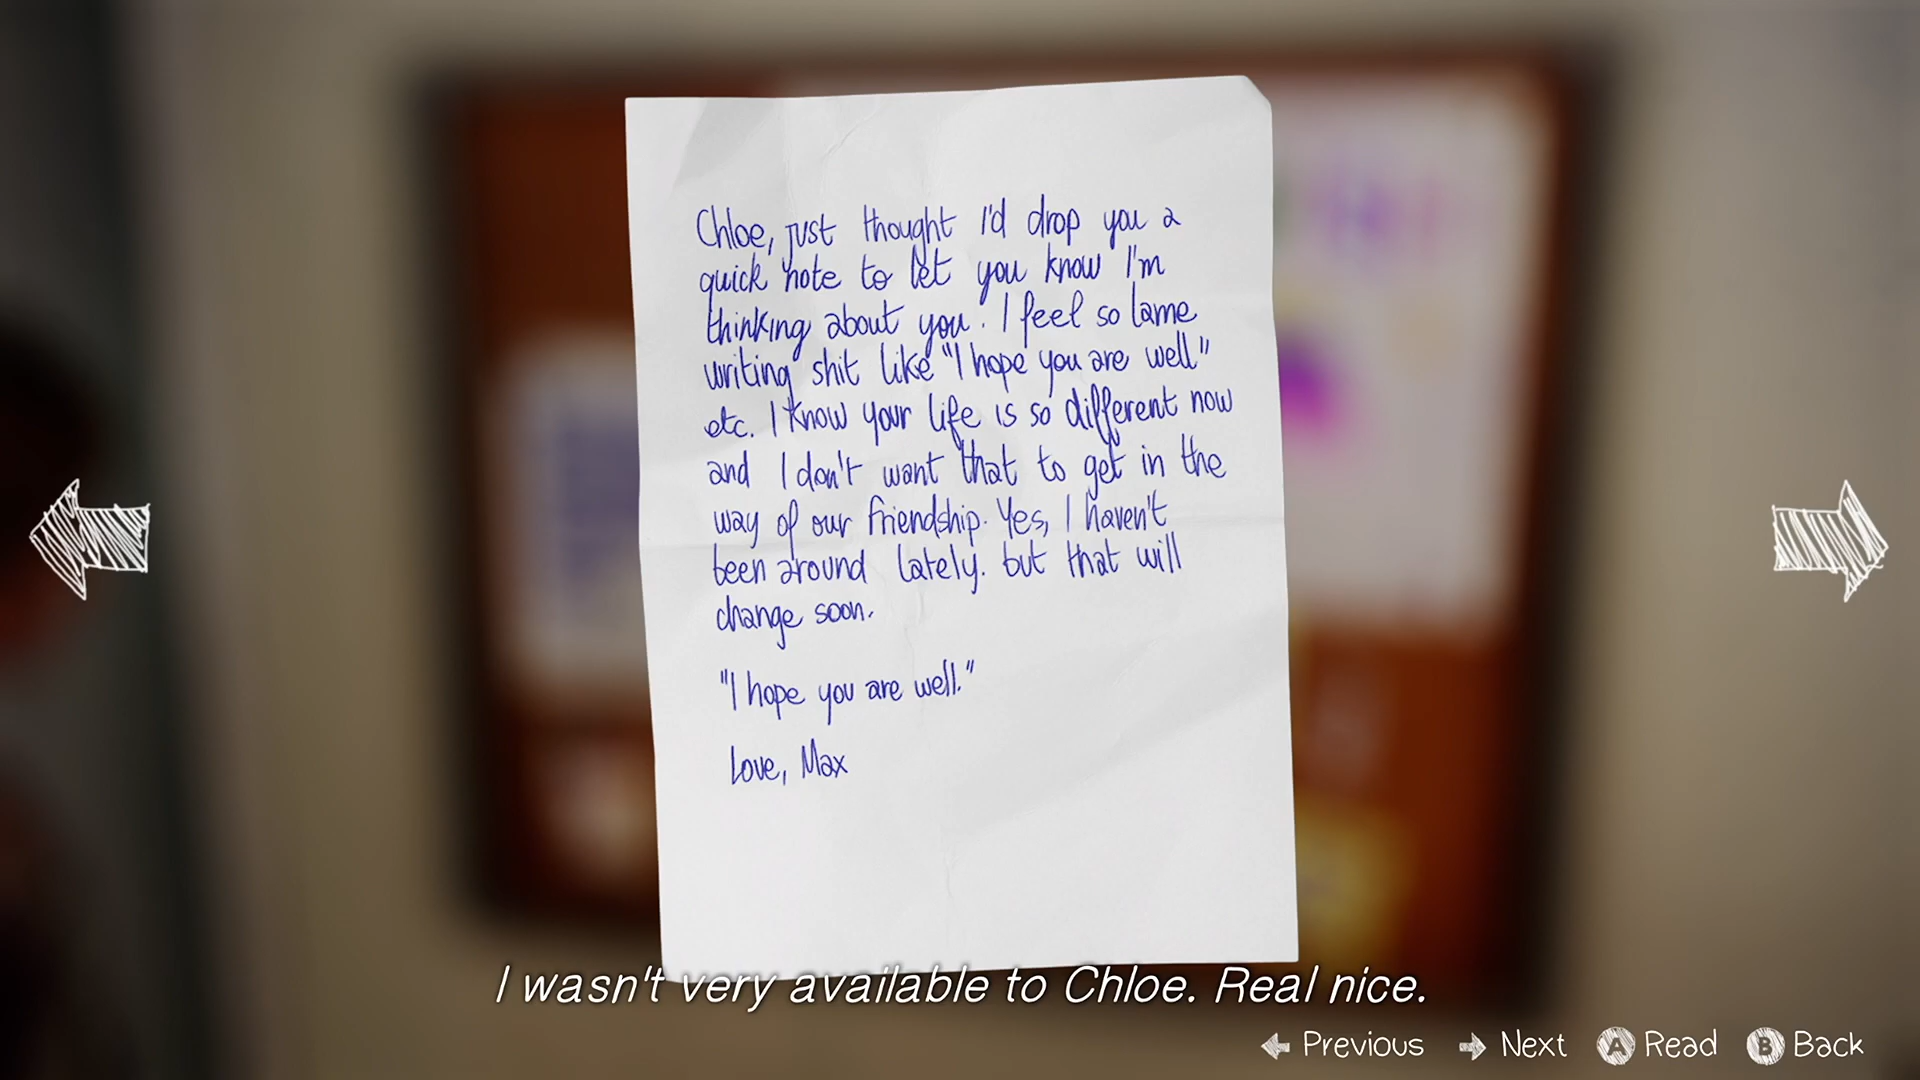 Chloe, just thought I'd drop you a
quick note to let you know I'm
thinking about you. I feel so lame
writing shit like "I hope you are well"
etc. I know your life is so different now
and I don't want that to get in the
way of our friendship. Yes, I haven't
been around lately. but that will
change soon.
"I hope you are well."
Love, Max
I wasn't very available to Chloe. Real nice.
Previous Next A Read B Back